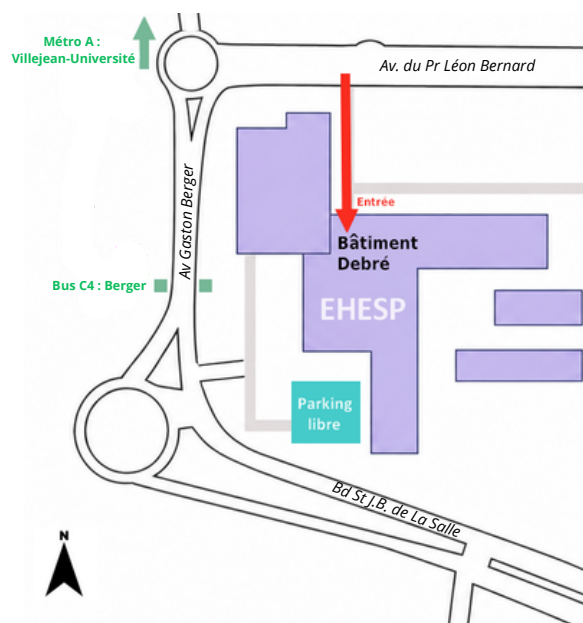 Métro A :
Villejean-Université
Av. du Pr Léon Bernard
Av Gaston Berger
Entrée
Bâtiment
Debré
Bus C4 : Berger
EHESP
Parking
libre
Bd St J.B. de La Salle
N